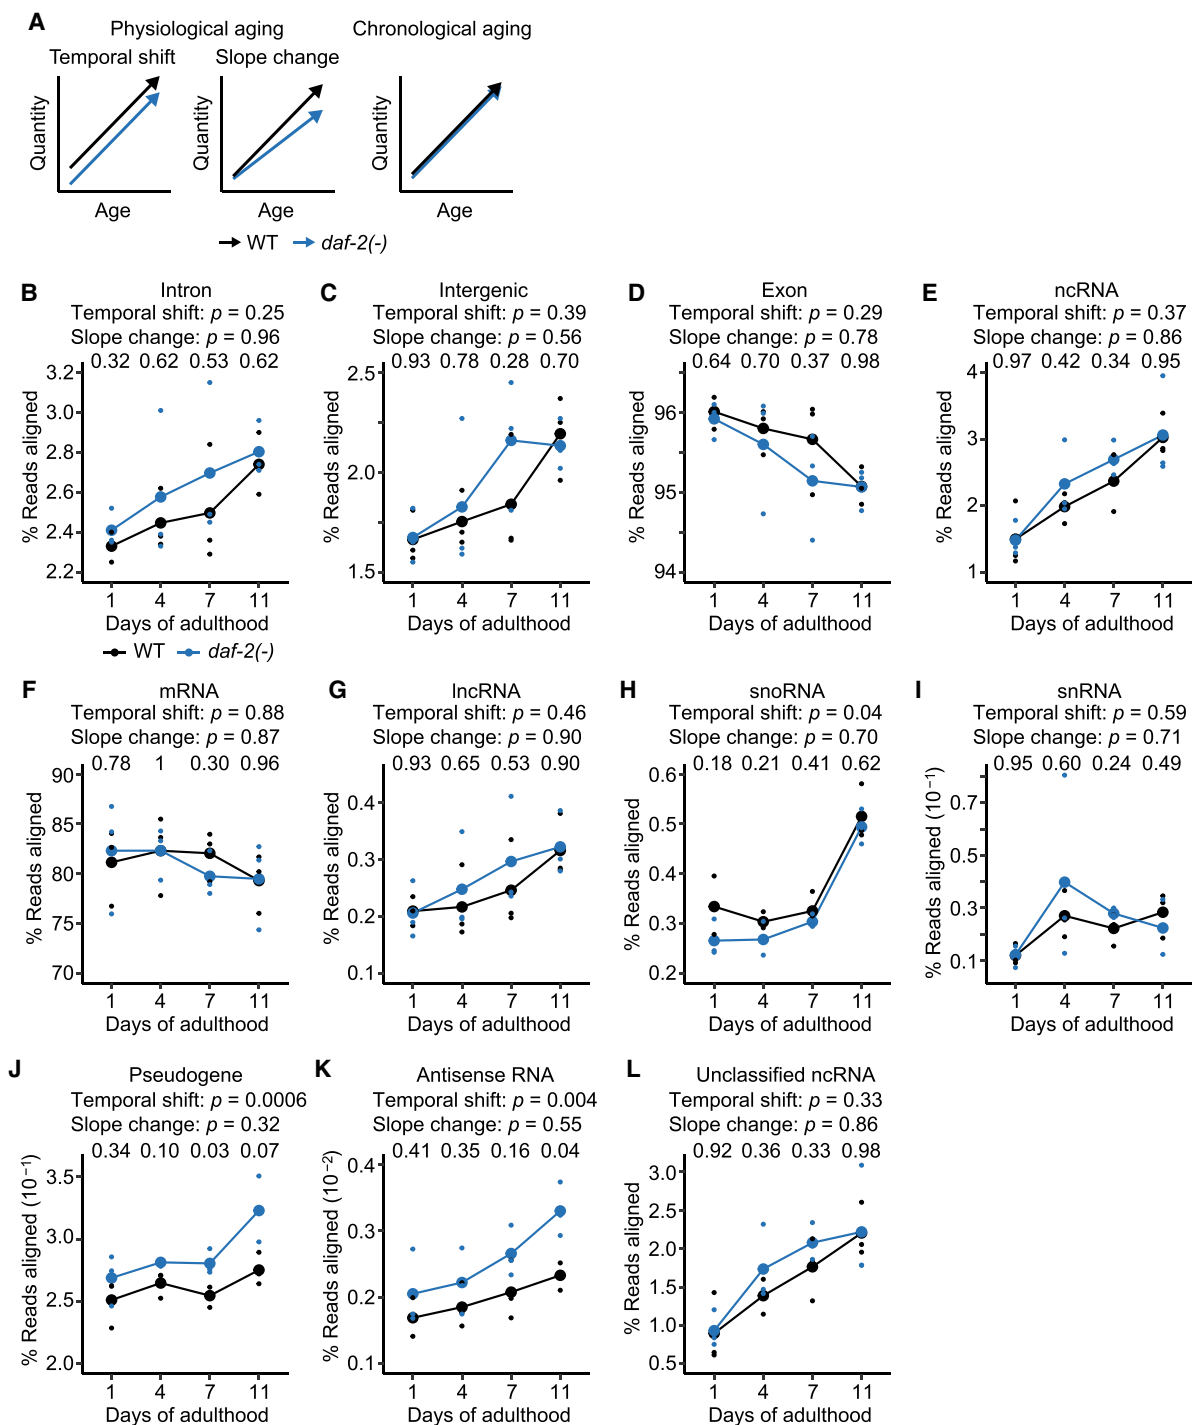 A
Physiological aging
Chronological aging
Temporal shift
Slope change
Quantity
Age
Quantity
Age
Quantity
Age
WT daf-2(-)
B
Intron
Temporal shift: p = 0.25
Slope change: p = 0.96
0.32 0.62 0.53 0.62
% Reads aligned
3.2
3.0
2.8
2.6
2.4
2.2
1 4 7 11
Days of adulthood
WT daf-2(-)
C
Intergenic
Temporal shift: p = 0.39
Slope change: p = 0.56
0.93 0.78 0.28 0.70
% Reads aligned
2.5
2.0
1.5
1 4 7 11
Days of adulthood
D
Exon
Temporal shift: p = 0.29
Slope change: p = 0.78
0.64 0.70 0.37 0.98
% Reads aligned
96
95
94
1 4 7 11
Days of adulthood
E
ncRNA
Temporal shift: p = 0.37
Slope change: p = 0.86
0.97 0.42 0.34 0.95
% Reads aligned
4
3
2
1
1 4 7 11
Days of adulthood
F
mRNA
Temporal shift: p = 0.88
Slope change: p = 0.87
0.78 1 0.30 0.96
% Reads aligned
90
85
80
75
70
1 4 7 11
Days of adulthood
G
lncRNA
Temporal shift: p = 0.46
Slope change: p = 0.90
0.93 0.65 0.53 0.90
% Reads aligned
0.4
0.3
0.2
0.1
1 4 7 11
Days of adulthood
H
snoRNA
Temporal shift: p = 0.04
Slope change: p = 0.70
0.18 0.21 0.41 0.62
% Reads aligned
0.6
0.5
0.4
0.3
0.2
1 4 7 11
Days of adulthood
I
snRNA
Temporal shift: p = 0.59
Slope change: p = 0.71
0.95 0.60 0.24 0.49
% Reads aligned (10⁻¹)
0.7
0.5
0.3
0.1
1 4 7 11
Days of adulthood
J
Pseudogene
Temporal shift: p = 0.0006
Slope change: p = 0.32
0.34 0.10 0.03 0.07
% Reads aligned (10⁻¹)
3.5
3.0
2.5
2.0
1 4 7 11
Days of adulthood
K
Antisense RNA
Temporal shift: p = 0.004
Slope change: p = 0.55
0.41 0.35 0.16 0.04
% Reads aligned (10⁻²)
0.4
0.3
0.2
0.1
1 4 7 11
Days of adulthood
L
Unclassified ncRNA
Temporal shift: p = 0.33
Slope change: p = 0.86
0.92 0.36 0.33 0.98
% Reads aligned
3.0
2.5
2.0
1.5
1.0
0.5
1 4 7 11
Days of adulthood